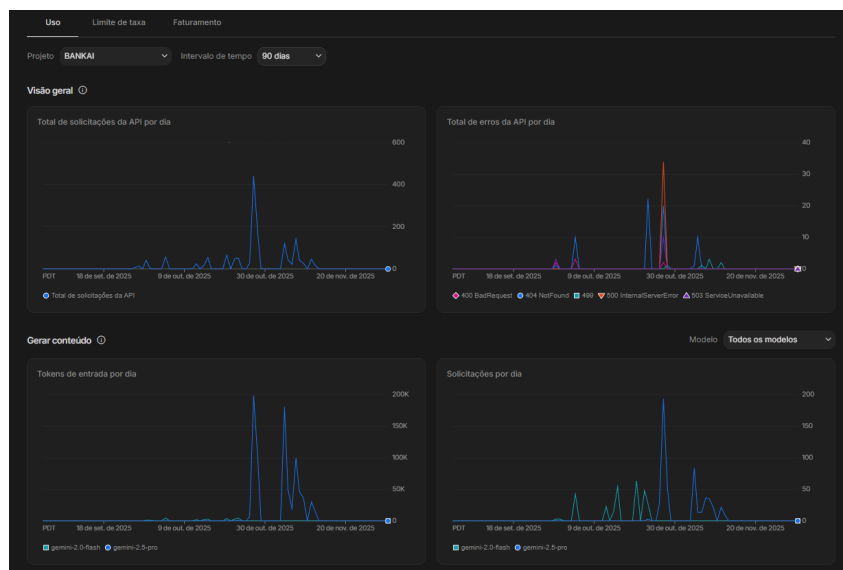 Uso Limite de taxa Faturamento
Projeto BANKAI Intervalo de tempo 90 dias
Visão geral
Total de solicitações da API por dia
600
400
200
0
PDT 18 de set. de 2025 9 de out. de 2025 30 de out. de 2025 20 de nov. de 2025
Total de solicitações da API
Total de erros da API por dia
40
30
20
10
0
PDT 18 de set. de 2025 9 de out. de 2025 30 de out. de 2025 20 de nov. de 2025
400 BadRequest 404 NotFound 499 500 InternalServerError 503 ServiceUnavailable
Gerar conteúdo
Modelo Todos os modelos
Tokens de entrada por dia
200K
150K
100K
50K
0
PDT 18 de set. de 2025 9 de out. de 2025 30 de out. de 2025 20 de nov. de 2025
gemini-2.0-flash gemini-2.5-pro
Solicitações por dia
200
150
100
50
0
PDT 18 de set. de 2025 9 de out. de 2025 30 de out. de 2025 20 de nov. de 2025
gemini-2.0-flash gemini-2.5-pro